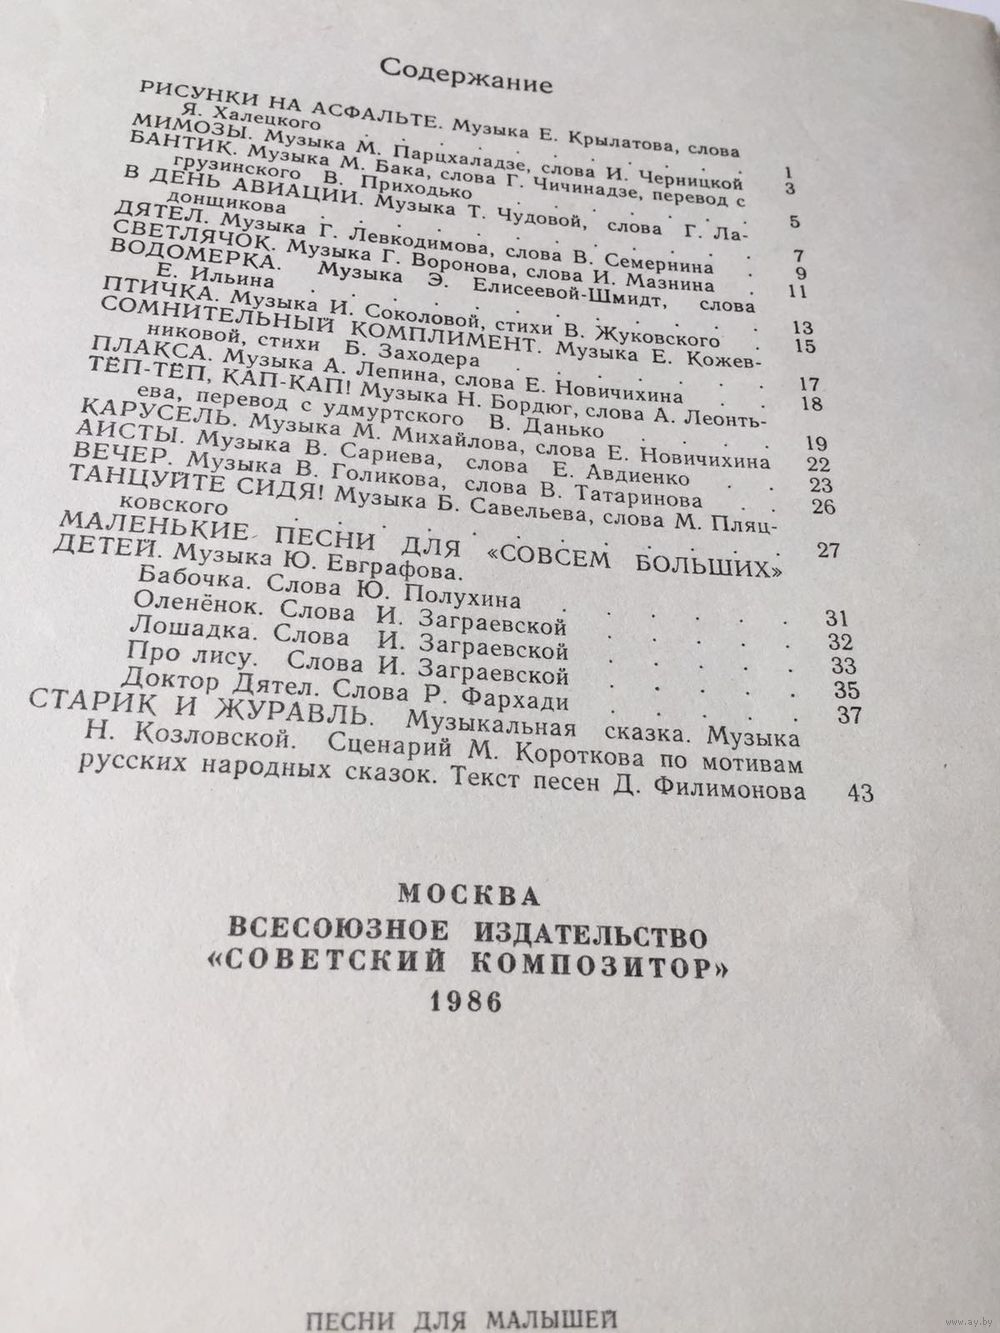 Содержание
РИСУНКИ НА АСФАЛЬТЕ. Музыка Е. Крылатова, слова
Я. Халецкого . . . . . . . . . 1
МИМОЗЫ. Музыка М. Парцхаладзе, слова И. Черницкой 3
БАНТИК. Музыка М. Бака, слова Г. Чичинадзе, перевод с
грузинского В. Приходько . . . . . . 5
В ДЕНЬ АВИАЦИИ. Музыка Т. Чудовой, слова Г. Ла-
донщикова . . . . . . . . . 7
ДЯТЕЛ. Музыка Г. Левкодимова, слова В. Семернина . 9
СВЕТЛЯЧОК. Музыка Г. Воронова, слова И. Мазнина . 11
ВОДОМЕРКА. Музыка Э. Елисеевой-Шмидт, слова
Е. Ильина . . . . . . . . . 13
ПТИЧКА. Музыка И. Соколовой, стихи В. Жуковского . 15
СОМНИТЕЛЬНЫЙ КОМПЛИМЕНТ. Музыка Е. Кожев-
никовой, стихи Б. Заходера . . . . . . 17
ПЛАКСА. Музыка А. Лепина, слова Е. Новичихина . . 18
ТЁП-ТЁП, КАП-КАП! Музыка Н. Бордюг, слова А. Леонть-
ева, перевод с удмуртского В. Данько . . . . 19
КАРУСЕЛЬ. Музыка М. Михайлова, слова Е. Новичихина 22
АИСТЫ. Музыка В. Сариева, слова Е. Авдиенко . . 23
ВЕЧЕР. Музыка В. Голикова, слова В. Татаринова . . 26
ТАНЦУЙТЕ СИДЯ! Музыка Б. Савельева, слова М. Пляц-
ковского . . . . . . . . . . 27
МАЛЕНЬКИЕ ПЕСНИ ДЛЯ «СОВСЕМ БОЛЬШИХ»
ДЕТЕЙ. Музыка Ю. Евграфова.
Бабочка. Слова Ю. Полухина . . . . . 31
Оленёнок. Слова И. Заграевской . . . . 32
Лошадка. Слова И. Заграевской . . . . 33
Про лису. Слова И. Заграевской . . . . 35
Доктор Дятел. Слова Р. Фархади . . . . 37
СТАРИК И ЖУРАВЛЬ. Музыкальная сказка. Музыка
Н. Козловской. Сценарий М. Короткова по мотивам
русских народных сказок. Текст песен Д. Филимонова 43
МОСКВА
ВСЕСОЮЗНОЕ ИЗДАТЕЛЬСТВО
«СОВЕТСКИЙ КОМПОЗИТОР»
1986
ПЕСНИ ДЛЯ МАЛЫШЕЙ
www.ay.by